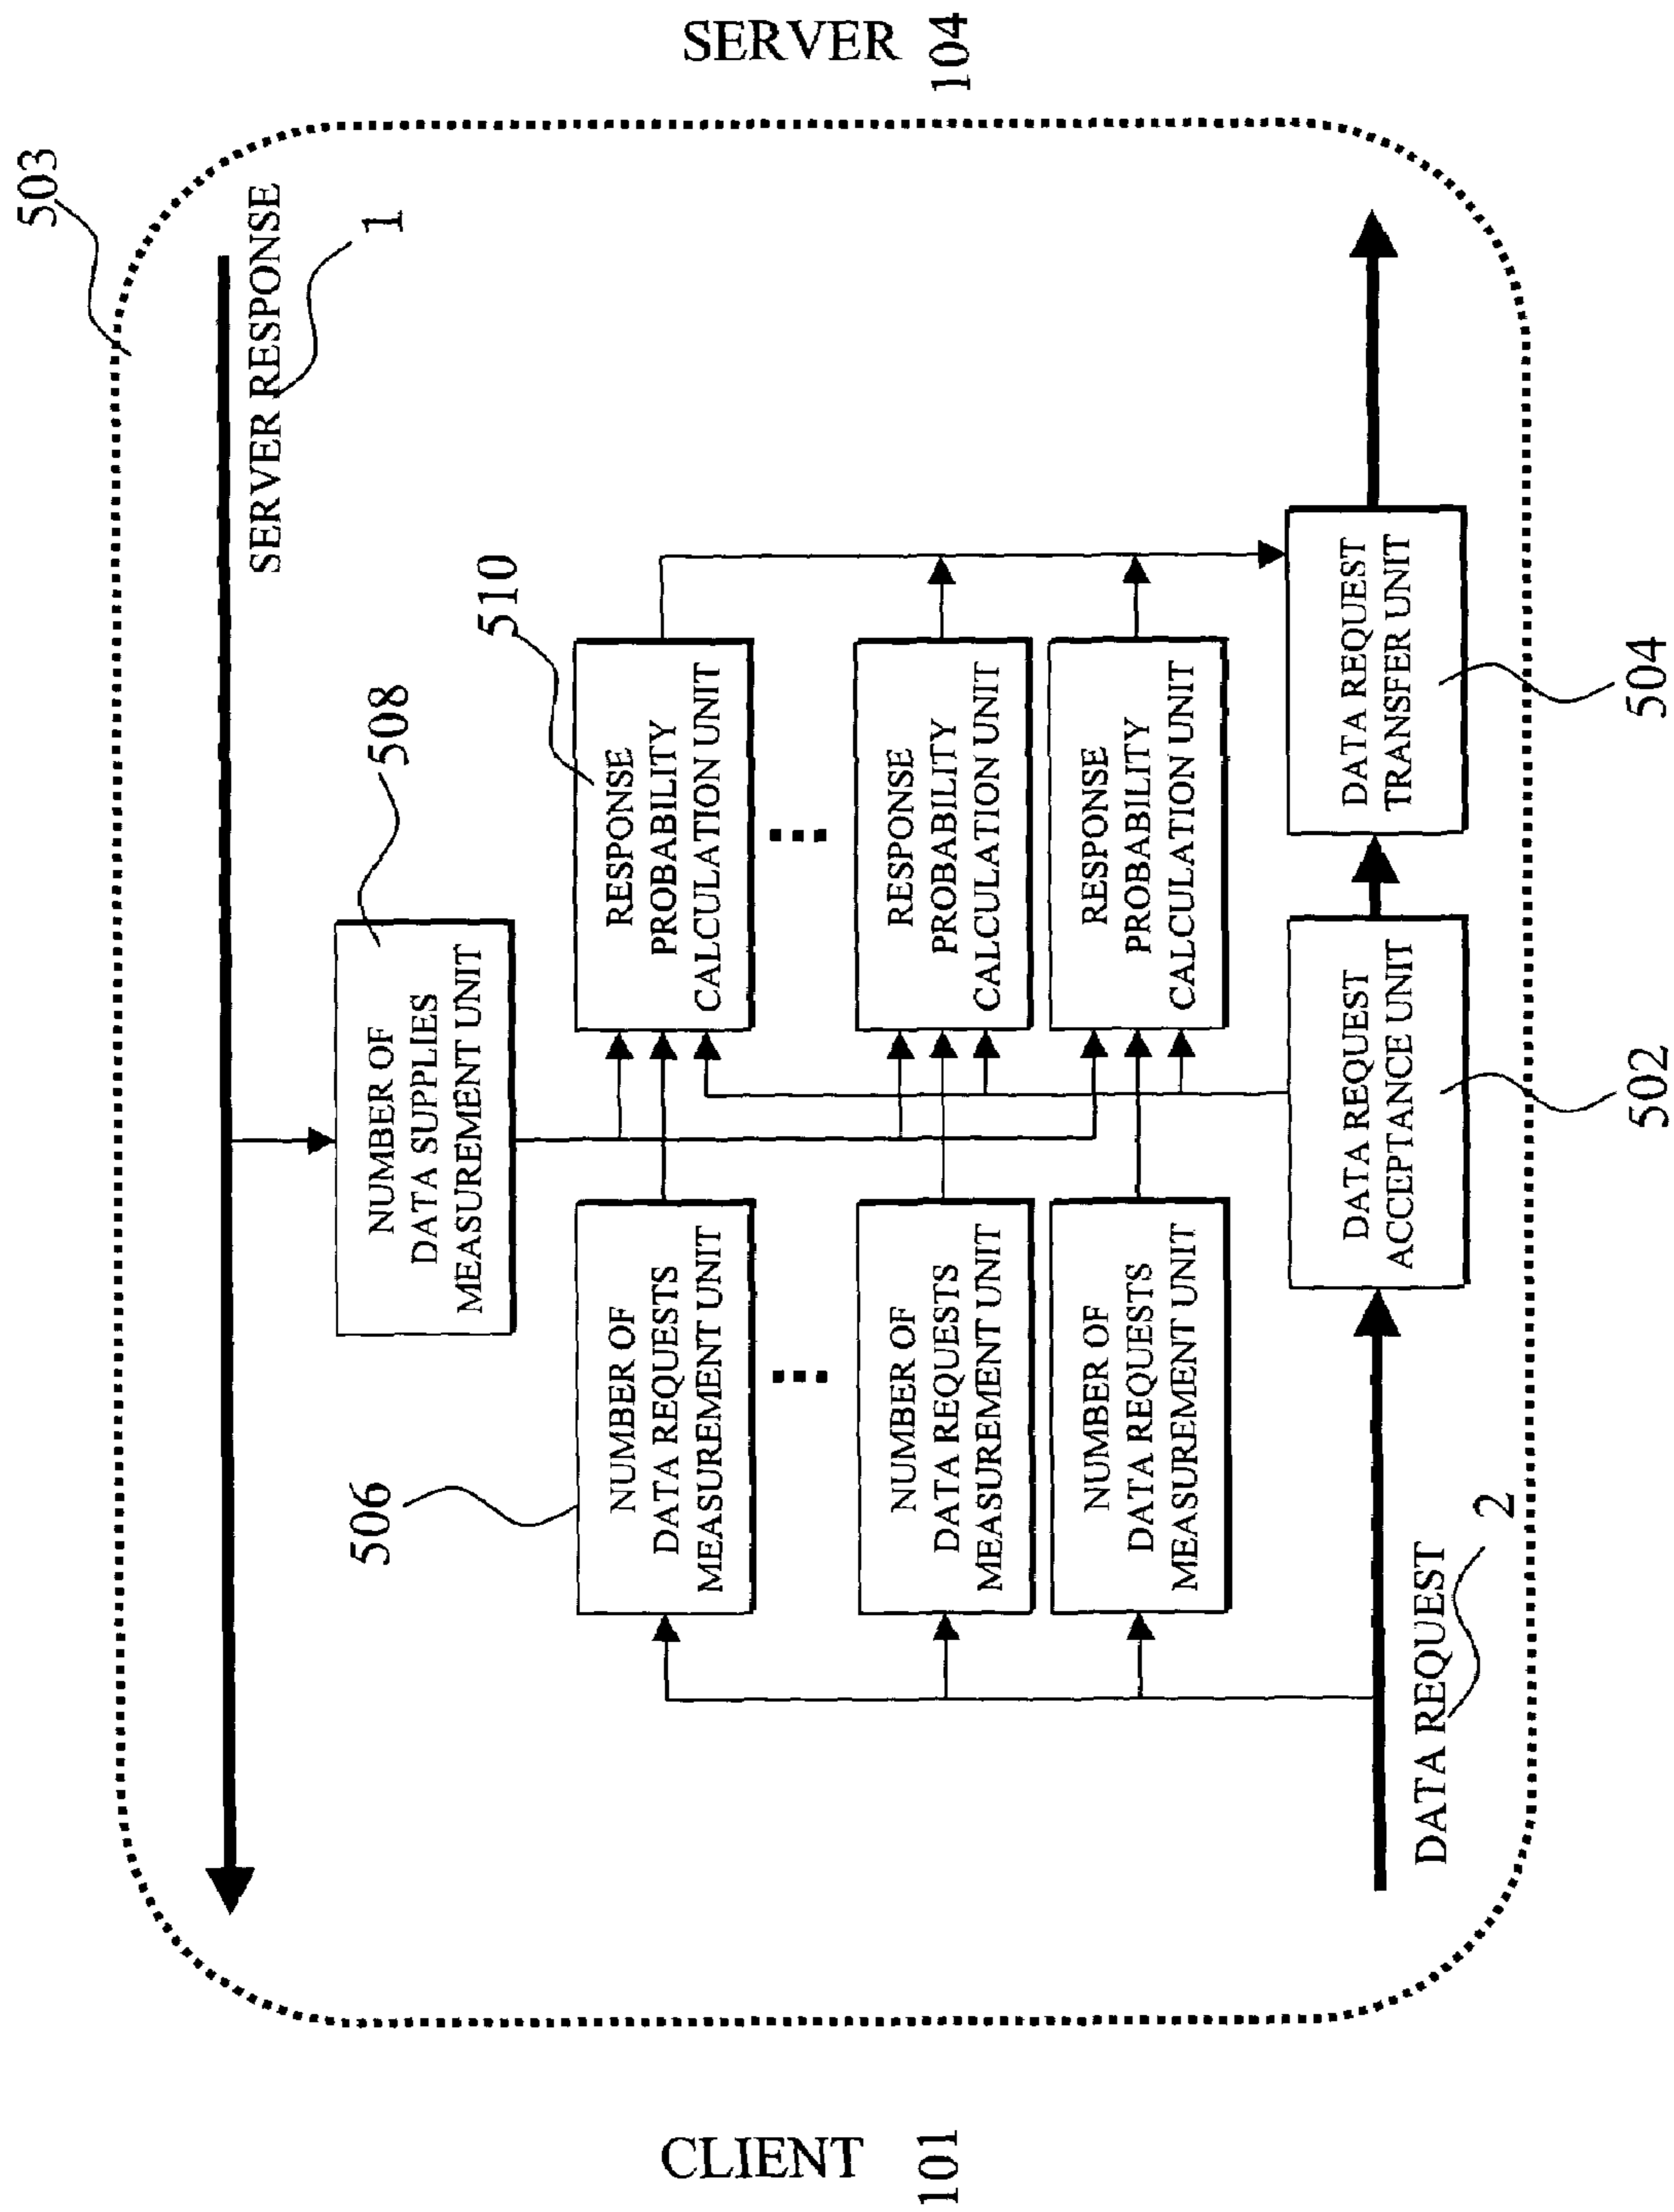 503
SERVER
104
SERVER RESPONSE
1
508
NUMBER OF
DATA SUPPLIES
MEASUREMENT UNIT
506
NUMBER OF
DATA REQUESTS
MEASUREMENT UNIT
510
RESPONSE
PROBABILITY
CALCULATION UNIT
NUMBER OF
DATA REQUESTS
MEASUREMENT UNIT
RESPONSE
PROBABILITY
CALCULATION UNIT
NUMBER OF
DATA REQUESTS
MEASUREMENT UNIT
RESPONSE
PROBABILITY
CALCULATION UNIT
CLIENT
101
DATA REQUEST
2
DATA REQUEST
ACCEPTANCE UNIT
502
DATA REQUEST
TRANSFER UNIT
504